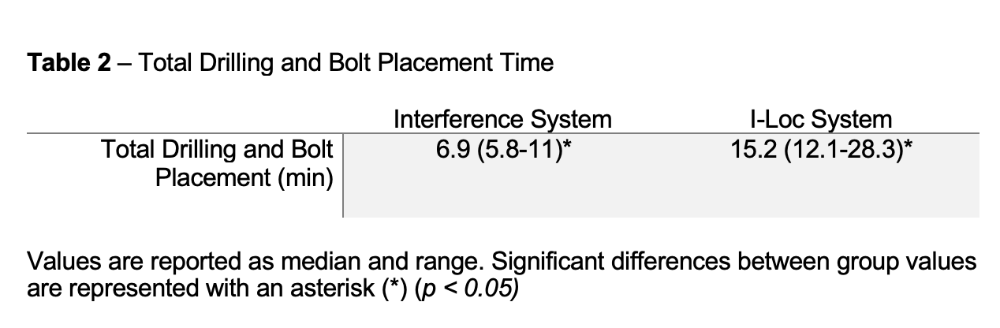 Table 2 – Total Drilling and Bolt Placement Time
Interference System I-Loc System
Total Drilling and Bolt 6.9 (5.8-11)* 15.2 (12.1-28.3)*
Placement (min)
Values are reported as median and range. Significant differences between group values
are represented with an asterisk (*) (p < 0.05)